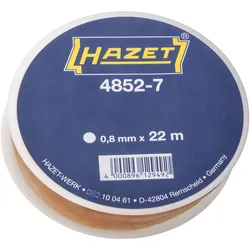 HAZET®
4852-7
0,8 mm x 22 m
4 000896 129492
HAZET-WERK • ✉ 10 04 61 • D-42804 Remscheid • Germany